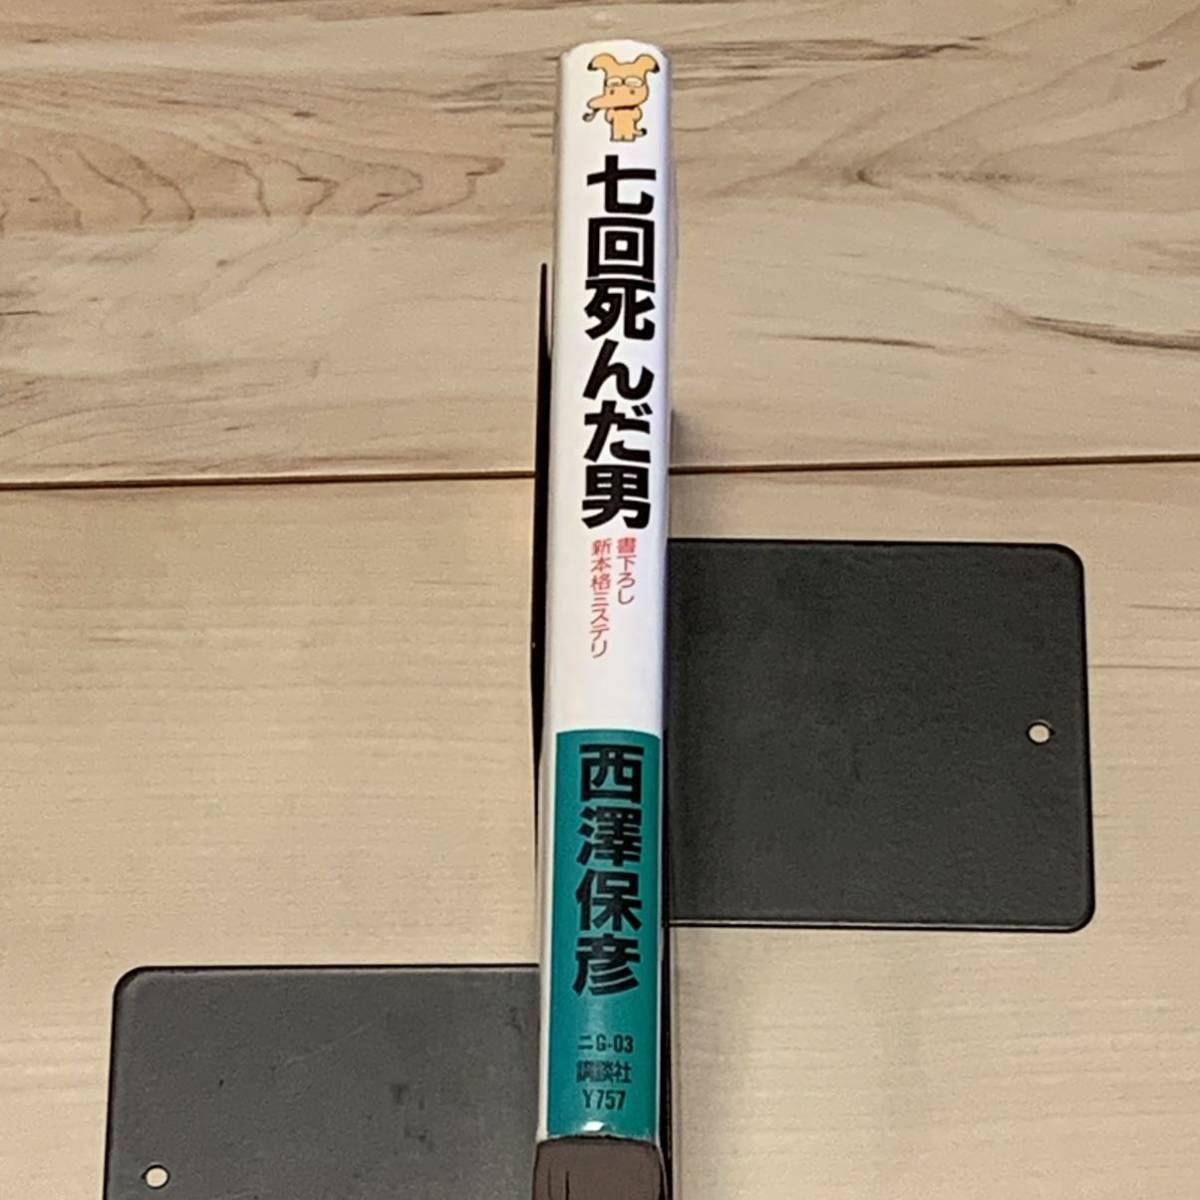 七回死んだ男
書下ろし
新本格ミステリ
西澤保彦
ニG-03
講談社
Y757